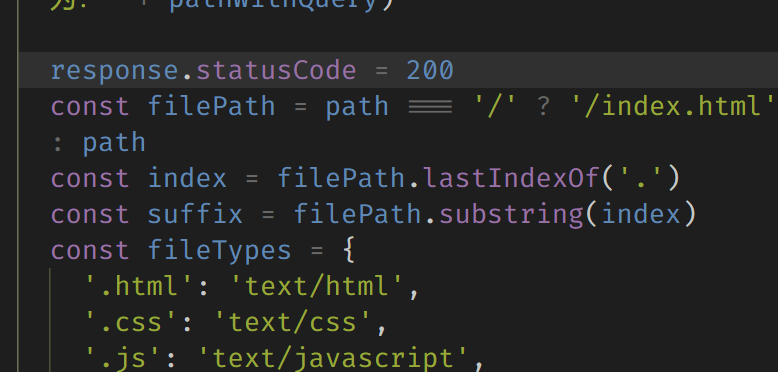 为：" + pathWithQuery)
response.statusCode = 200
const filePath = path === '/' ? '/index.html'
: path
const index = filePath.lastIndexOf('.')
const suffix = filePath.substring(index)
const fileTypes = {
'.html': 'text/html',
'.css': 'text/css',
'.js': 'text/javascript',